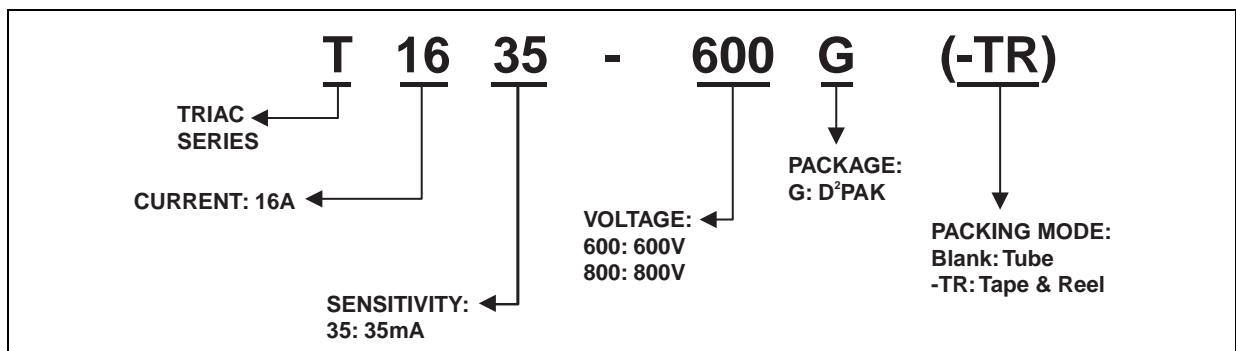 T 16 35 - 600 G (-TR)
TRIAC
SERIES
CURRENT: 16A
SENSITIVITY:
35: 35mA
VOLTAGE:
600: 600V
800: 800V
PACKAGE:
G: D²PAK
PACKING MODE:
Blank: Tube
-TR: Tape & Reel